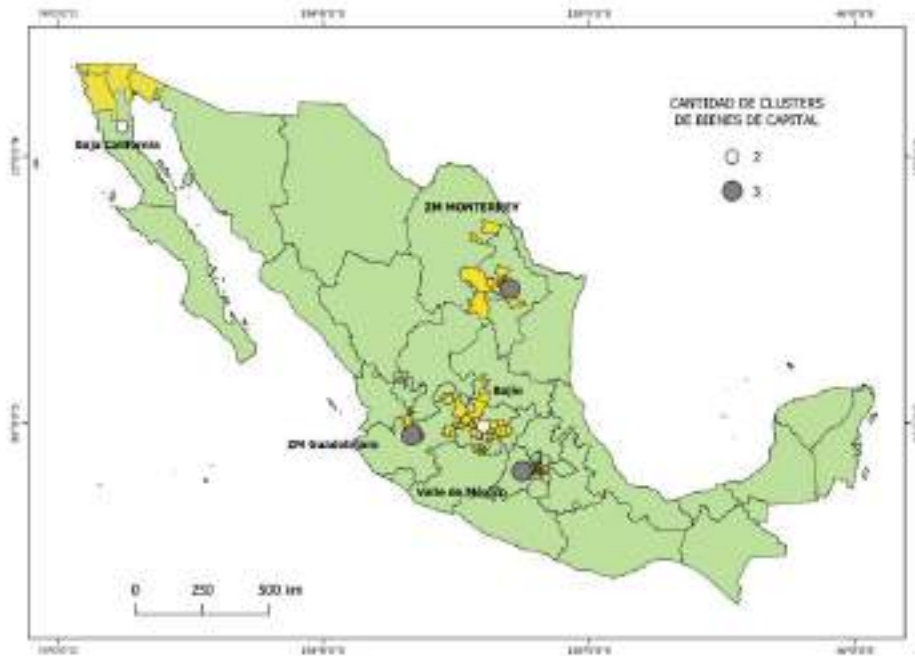 CANTIDAD DE CLUSTERS
DE BIENES DE CAPITAL
2
3
Baja California
ZM MONTERREY
Bajío
ZM Guadalajara
Valle de México
0 250 500 km